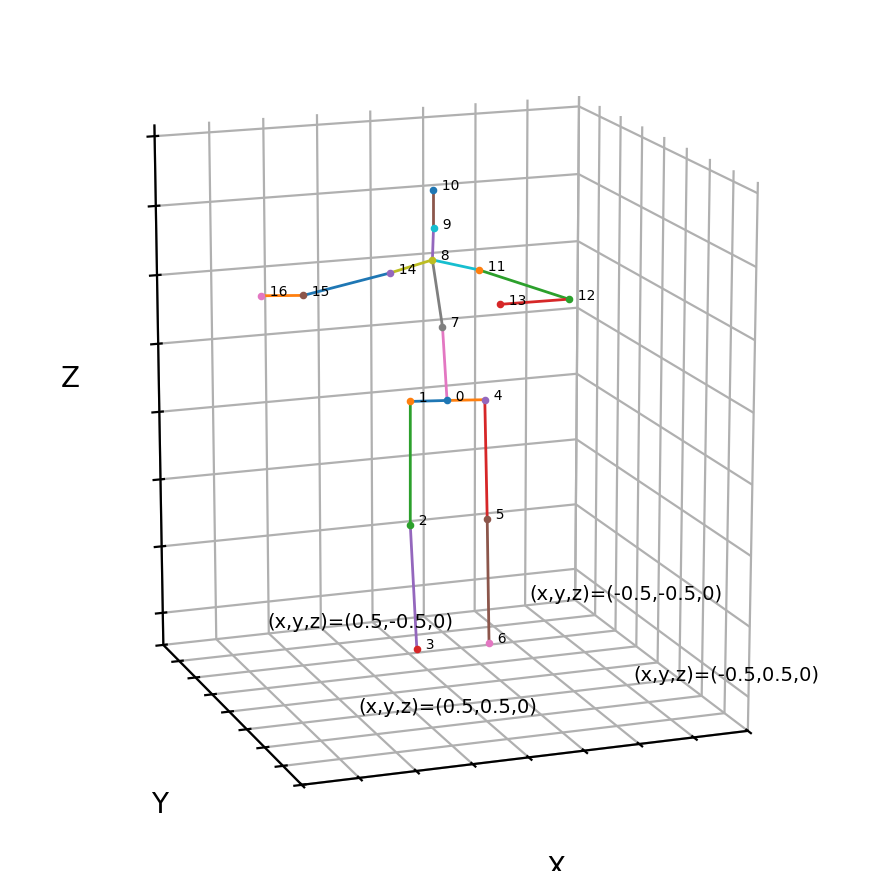 10
9
8
14
11
16
15
13
12
7
Z
1
0
4
2
5
(x,y,z)=(-0.5,-0.5,0)
(x,y,z)=(0.5,-0.5,0)
3
6
(x,y,z)=(-0.5,0.5,0)
(x,y,z)=(0.5,0.5,0)
Y
X